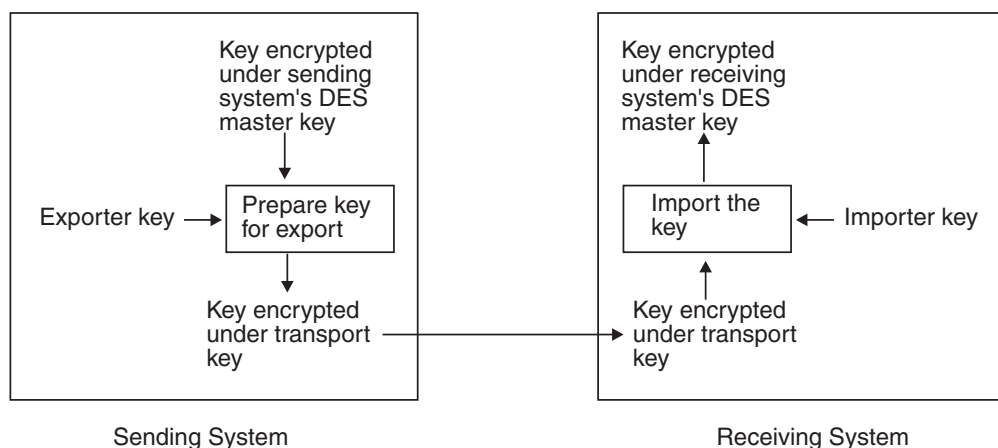 Key encrypted
under sending
system's DES
master key
Exporter key
Prepare key
for export
Key encrypted
under transport
key
Sending System
Key encrypted
under receiving
system's DES
master key
Import the
key
Importer key
Key encrypted
under transport
key
Receiving System